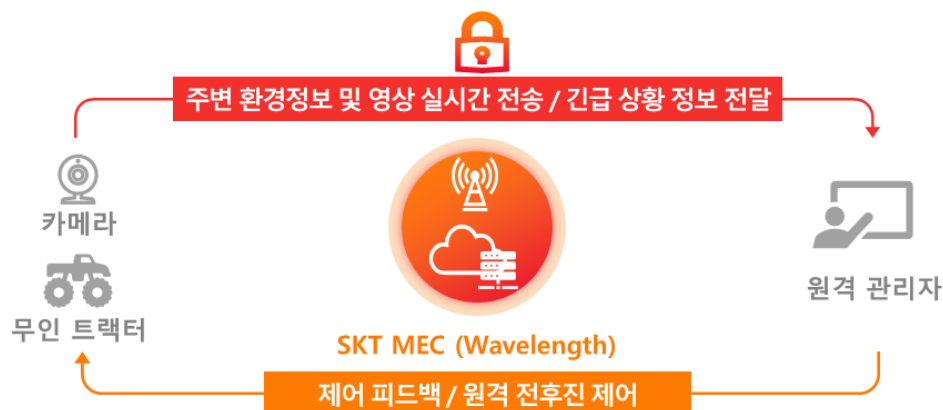 주변 환경정보 및 영상 실시간 전송 / 긴급 상황 정보 전달
카메라
무인 트랙터
원격 관리자
SKT MEC (Wavelength)
제어 피드백 / 원격 전후진 제어